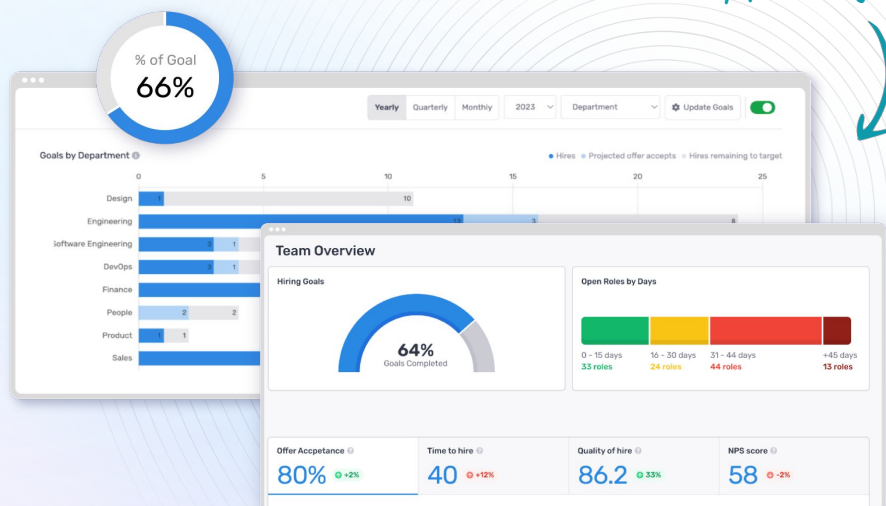 % of Goal
66%
Yearly Quarterly Monthly 2023 Department Update Goals
Goals by Department
Hires Projected offer accepts Hires remaining to target
0 5 10 15 20 25
Design 1 10
Engineering 13 3 8
Software Engineering 3 1
DevOps 3 1
Finance
People 2 2
Product 1 1
Sales
Team Overview
Hiring Goals
64%
Goals Completed
Open Roles by Days
0 - 15 days 16 - 30 days 31 - 44 days +45 days
33 roles 24 roles 44 roles 13 roles
Offer Accpetance Time to hire Quality of hire NPS score
80% +2% 40 +12% 86.2 33% 58 -2%